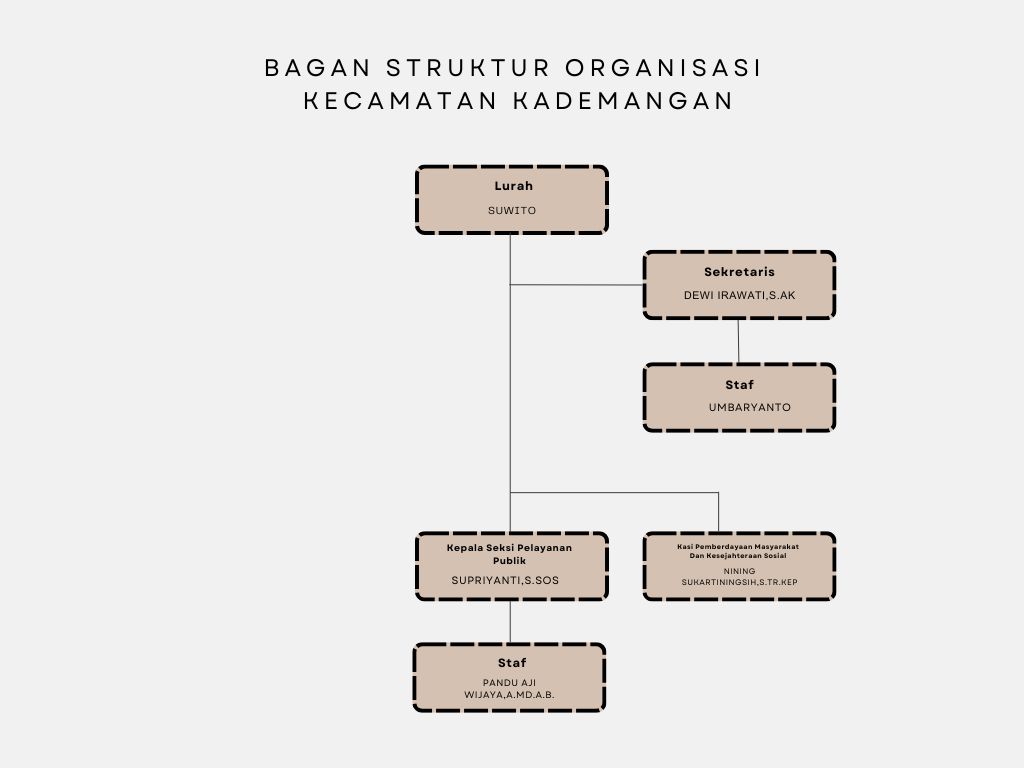 BAGAN STRUKTUR ORGANISASI
KECAMATAN KADEMANGAN
Lurah
SUWITO
Sekretaris
DEWI IRAWATI,S.AK
Staf
UMBARYANTO
Kepala Seksi Pelayanan
Publik
SUPRIYANTI,S.SOS
Kasi Pemberdayaan Masyarakat
Dan Kesejahteraan Sosial
NINING
SUKARTININGSIH,S.TR.KEP
Staf
PANDU AJI
WIJAYA,A.MD.A.B.